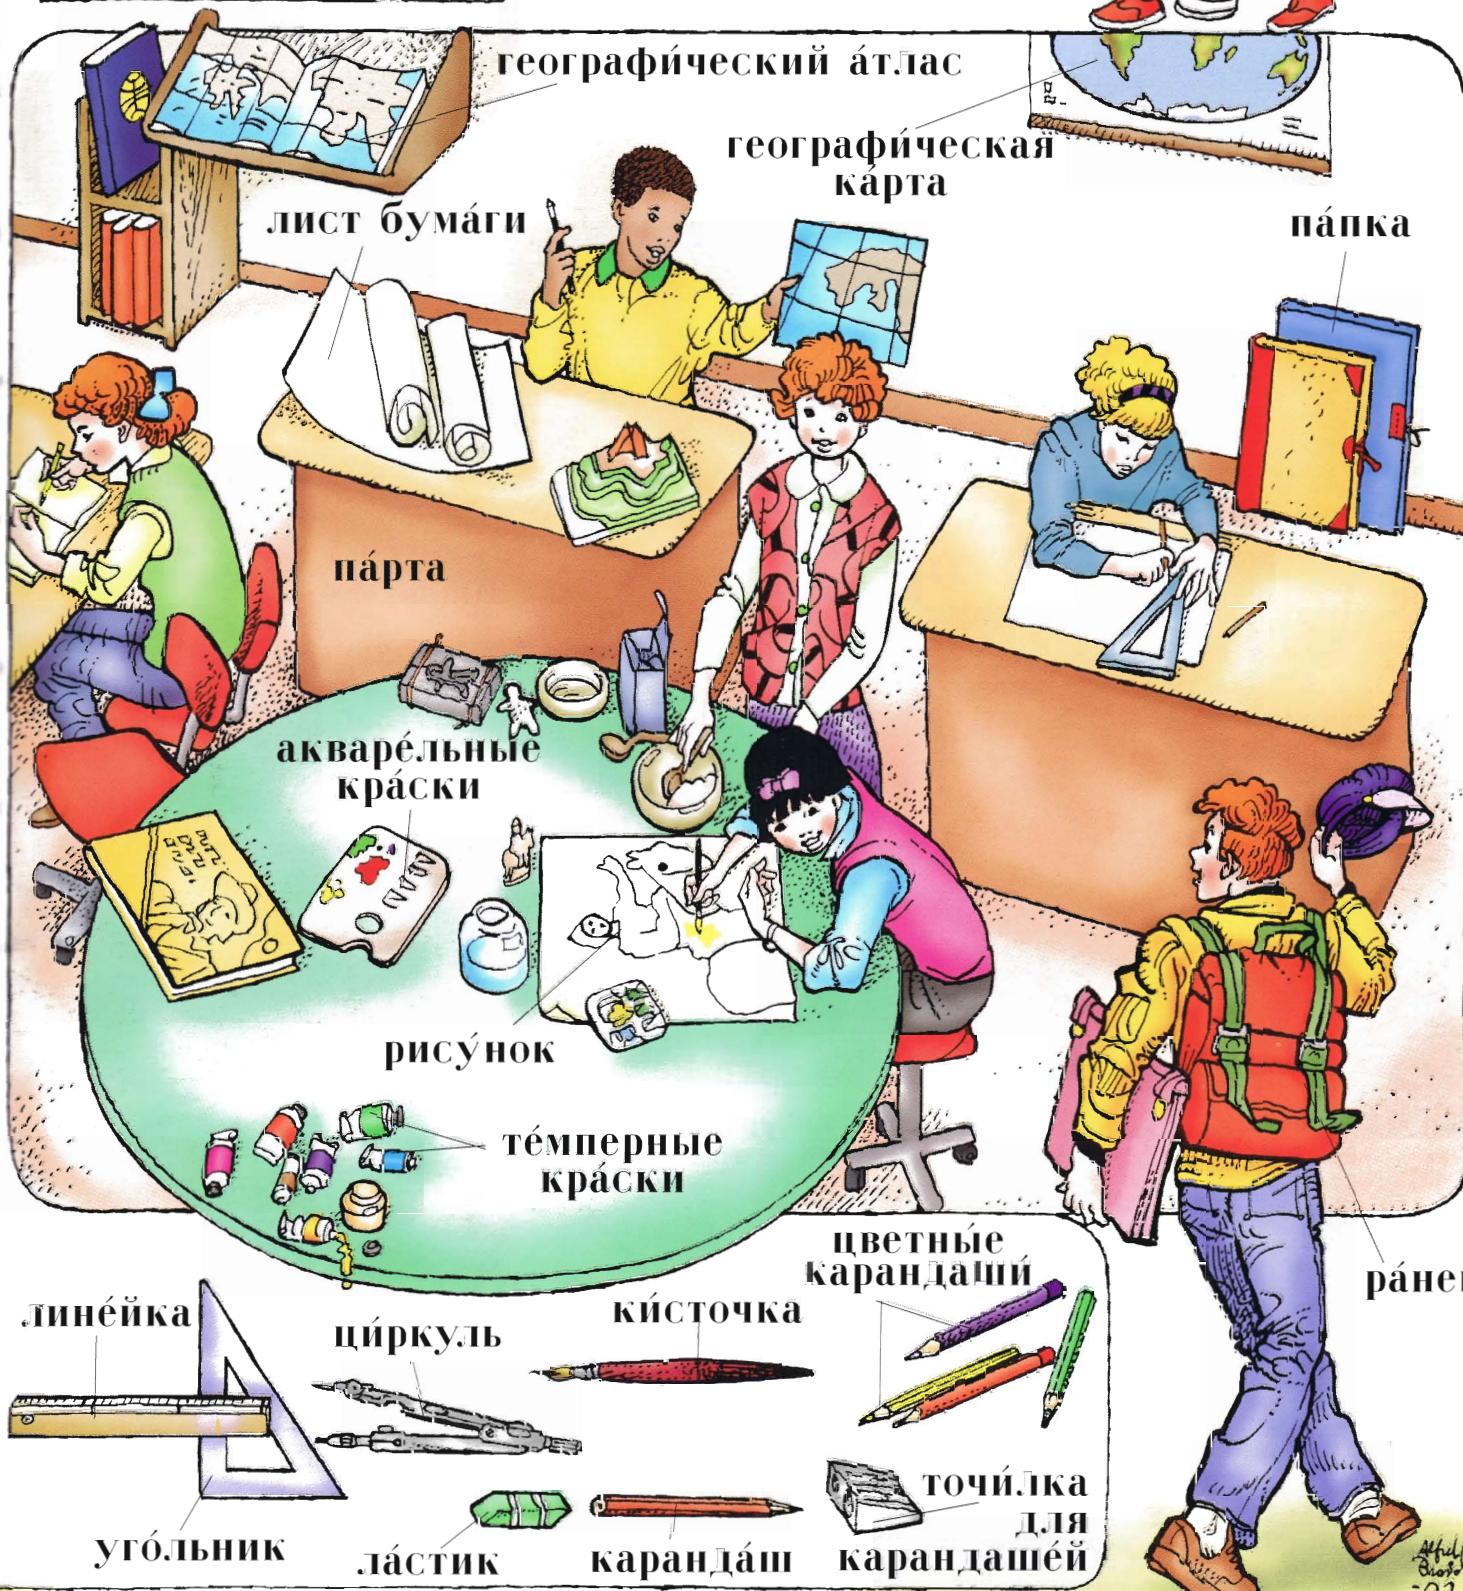 географи́ческий а́тлас
географи́ческая
ка́рта
лист бума́ги
па́пка
па́рта
акваре́льные
кра́ски
рису́нок
те́мперные
кра́ски
цветны́е
карандаши́
ра́не
лине́йка
ци́ркуль
ки́сточка
точи́лка
для
карандаше́й
уго́льник
ла́стик
каранда́ш